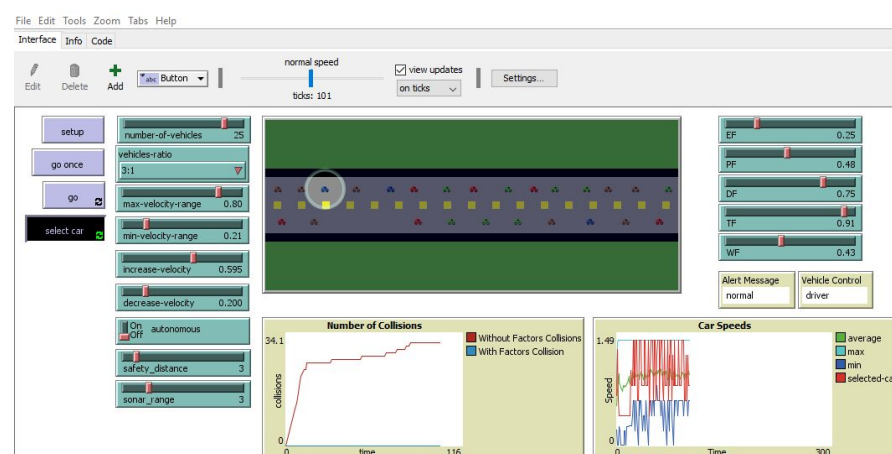 File Edit Tools Zoom Tabs Help
Interface Info Code
Edit Delete Add abc Button normal speed ticks: 101 view updates on ticks Settings...
setup
go once
go
select car
number-of-vehicles 25
vehicles-ratio
3:1
max-velocity-range 0.80
min-velocity-range 0.21
increase-velocity 0.595
decrease-velocity 0.200
On
Off autonomous
safety_distance 3
sonar_range 3
EF 0.25
PF 0.48
DF 0.75
TF 0.91
WF 0.43
Alert Message
normal
Vehicle Control
driver
Number of Collisions
34.1
collisions
0
0 time 116
Without Factors Collisions
With Factors Collision
Car Speeds
1.49
Speed
0
0 Time 300
average
max
min
selected-ca